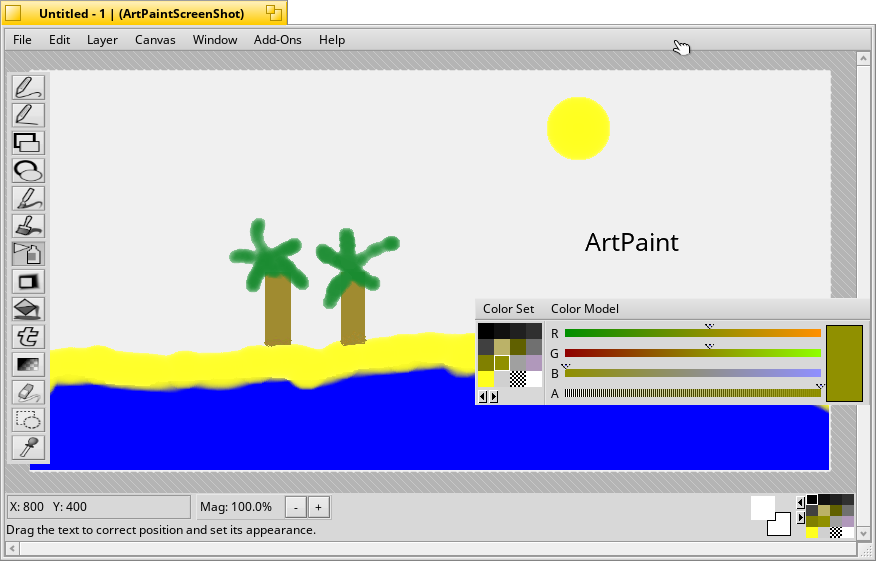 Untitled - 1 | (ArtPaintScreenShot)
File Edit Layer Canvas Window Add-Ons Help
ArtPaint
Color Set Color Model
R
G
B
A
X: 800 Y: 400 Mag: 100.0% - +
Drag the text to correct position and set its appearance.